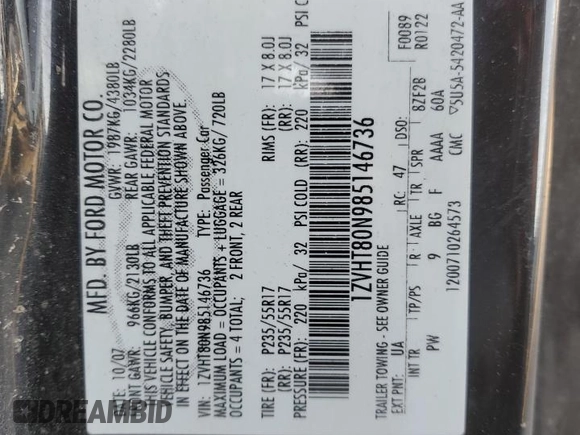 MFD. BY FORD MOTOR CO.
DATE: 10/07 GVWR: 1987KG/4380LB
FRONT GAWR: 966KG/2130LB REAR GAWR: 1034KG/2280LB
THIS VEHICLE CONFORMS TO ALL APPLICABLE FEDERAL MOTOR
VEHICLE SAFETY, BUMPER, AND THEFT PREVENTION STANDARDS
IN EFFECT ON THE DATE OF MANUFACTURE SHOWN ABOVE.
VIN: 1ZVHT80N985146736 TYPE: Passenger Car
MAXIMUM LOAD = OCCUPANTS + LUGGAGE = 326KG/ 720LB
OCCUPANTS = 4 TOTAL; 2 FRONT, 2 REAR
TIRE (FR): P235/55R17 RIMS (FR): 17 X 8.0J
(RR): P235/55R17 (RR): 17 X 8.0J
PRESSURE (FR): 220 kPa/ 32 PSI COLD (RR): 220 kPa/ 32 PSI COLD
1ZVHT80N985146736
TRAILER TOWING - SEE OWNER GUIDE F0089
EXT PNT: UA RC: 47 DSO: R0122
INT TR TP/PS R AXLE TR SPR 8ZF2B
PW 9 BG F AAAA 60A
1200710264573 CMC 5U5A-5420472-AA
DREAMBID